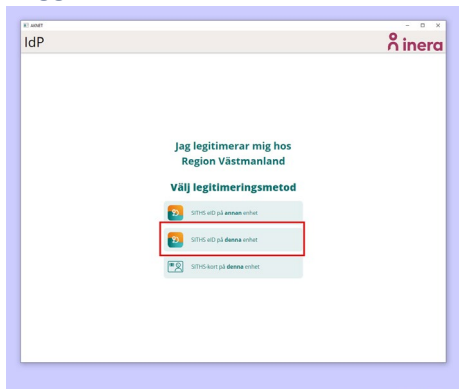 IdP
inera
Jag legitimerar mig hos
Region Västmanland
Välj legitimeringsmetod
SITHS eID på annan enhet
SITHS eID på denna enhet
SITHS-kort på denna enhet